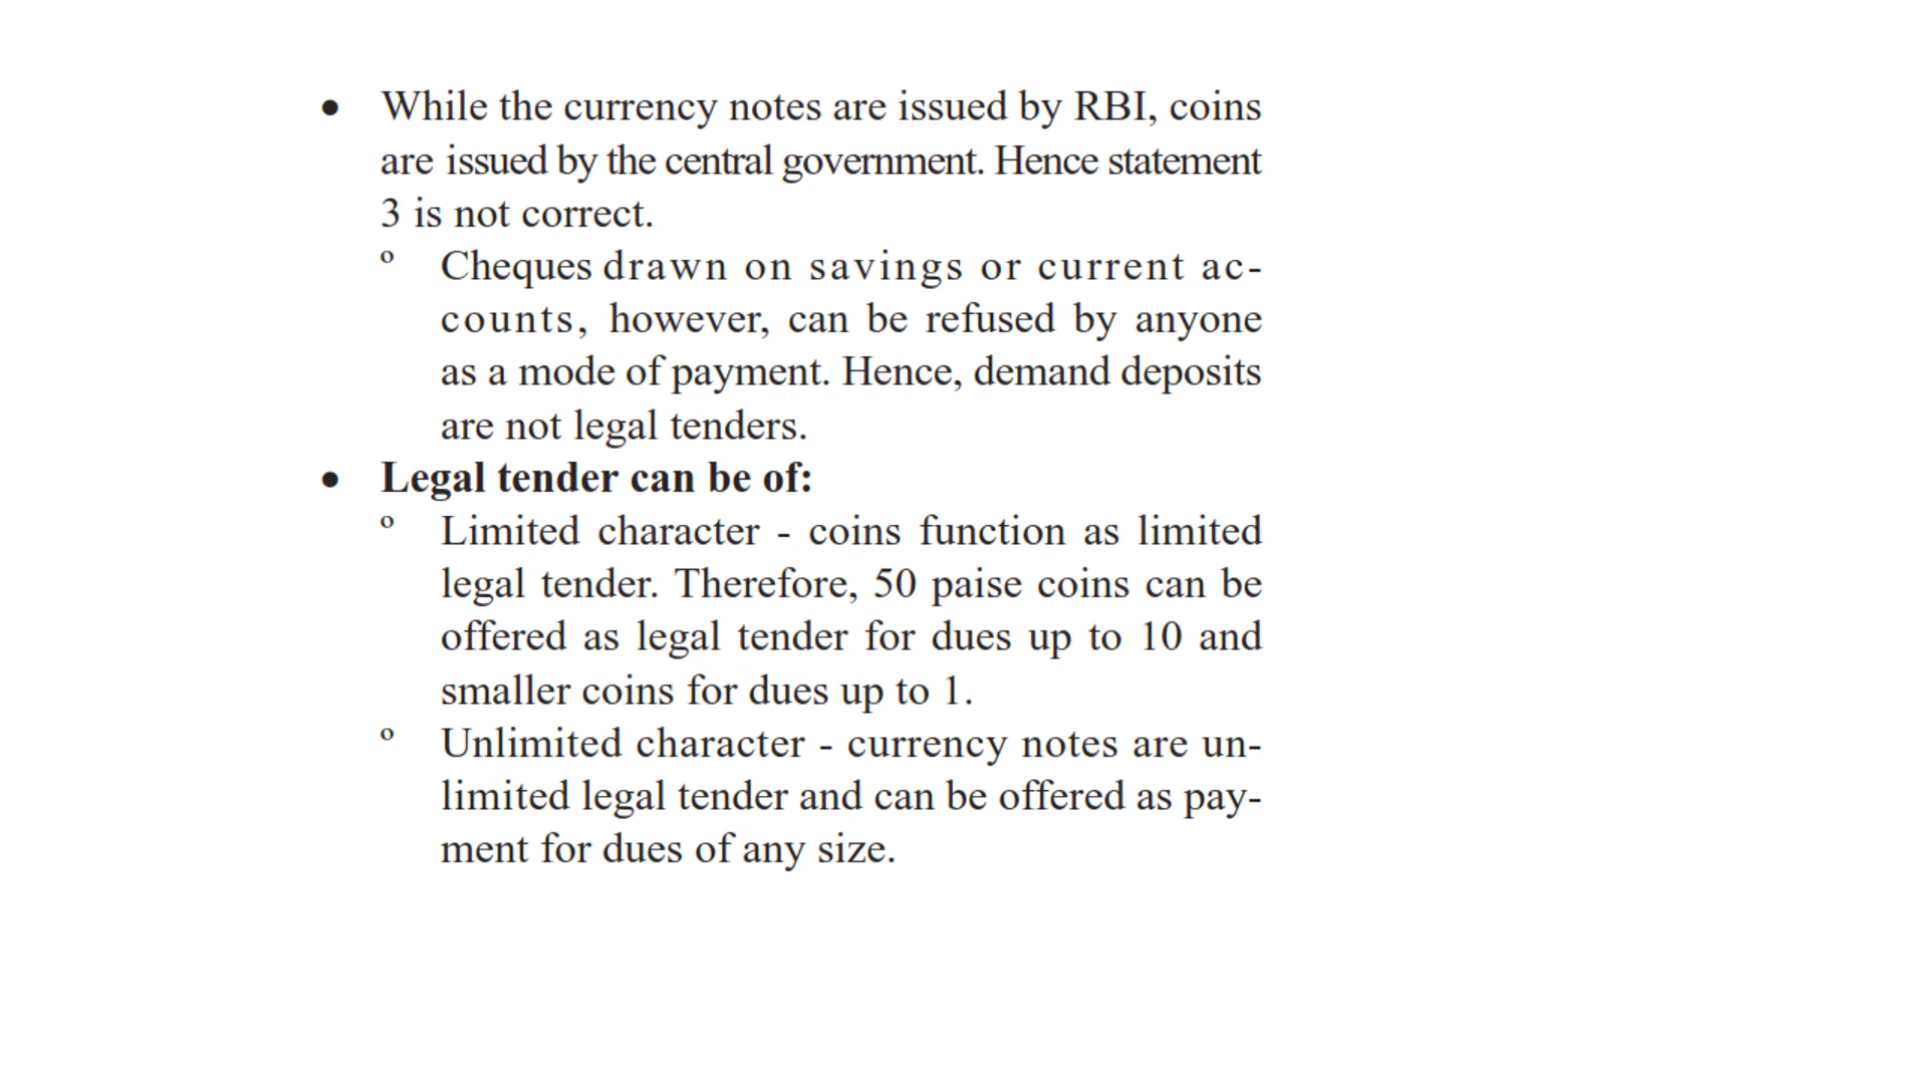 • While the currency notes are issued by RBI, coins
are issued by the central government. Hence statement
3 is not correct.
º Cheques drawn on savings or current ac-
counts, however, can be refused by anyone
as a mode of payment. Hence, demand deposits
are not legal tenders.
• Legal tender can be of:
º Limited character - coins function as limited
legal tender. Therefore, 50 paise coins can be
offered as legal tender for dues up to 10 and
smaller coins for dues up to 1.
º Unlimited character - currency notes are un-
limited legal tender and can be offered as pay-
ment for dues of any size.